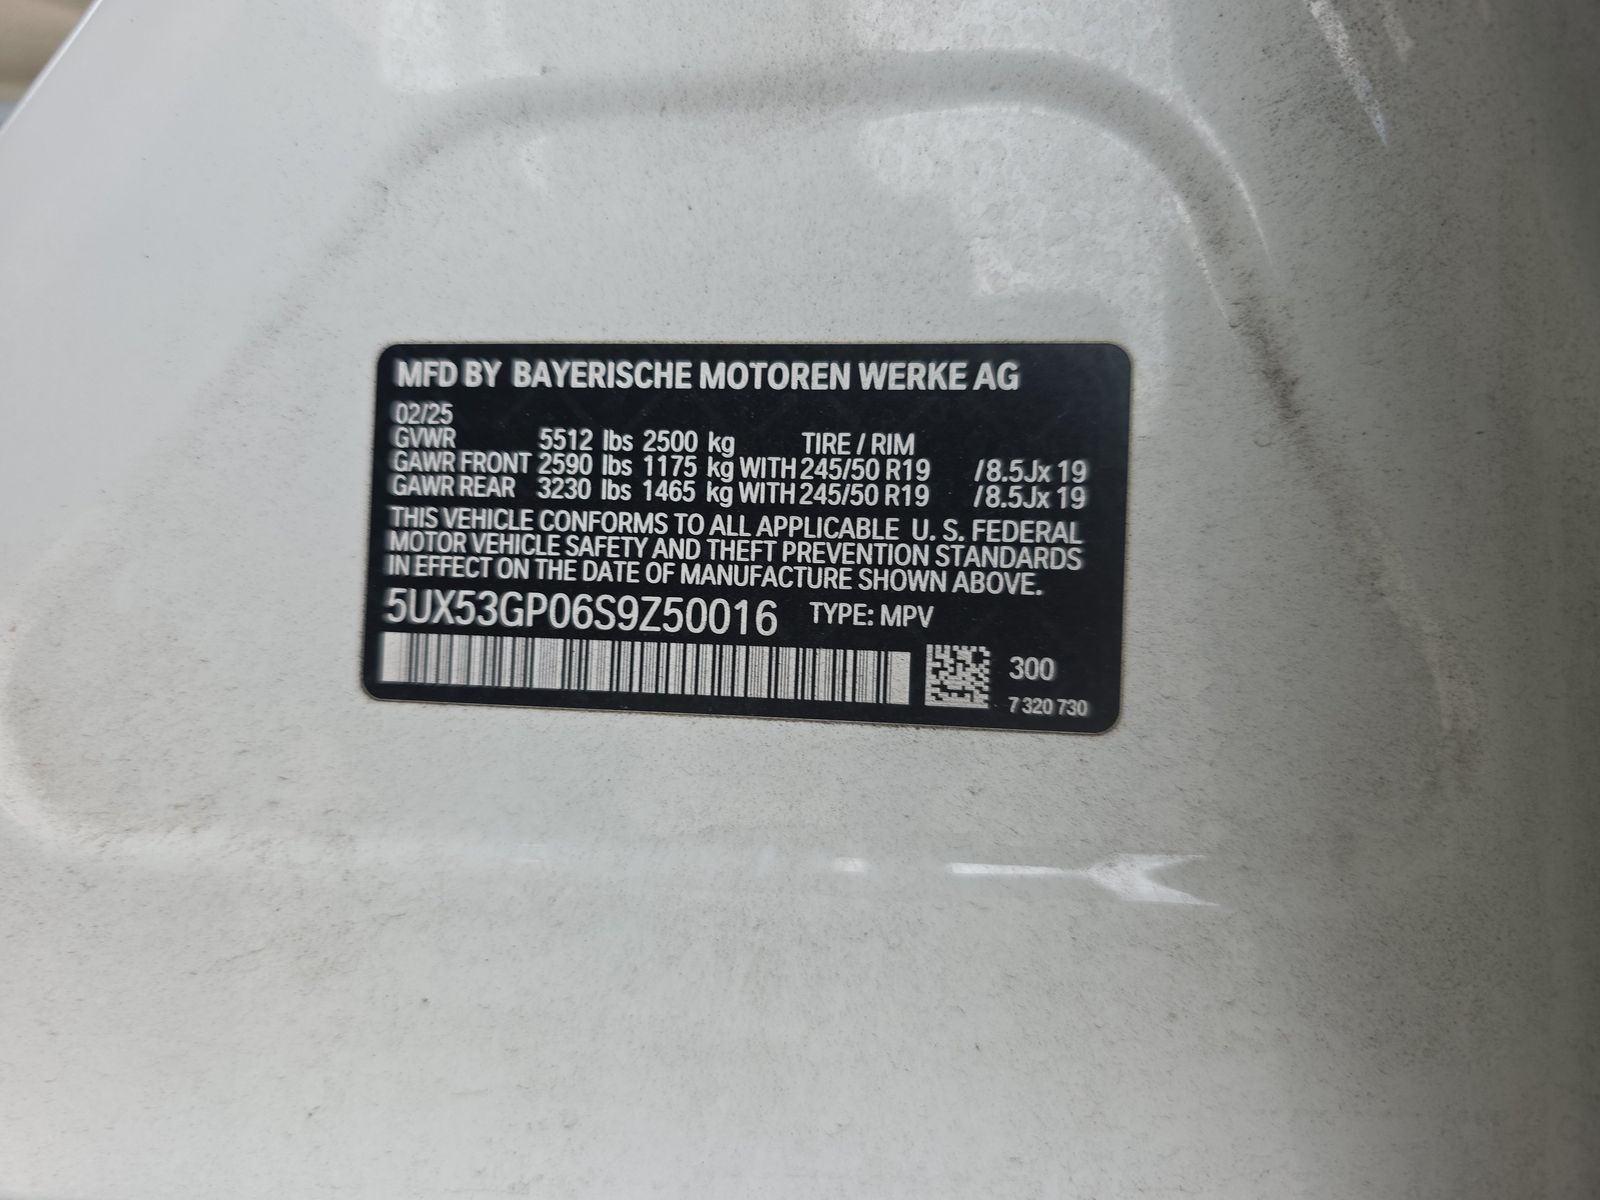 MFD BY BAYERISCHE MOTOREN WERKE AG
02/25
GVWR 5512 lbs 2500 kg TIRE / RIM
GAWR FRONT 2590 lbs 1175 kg WITH 245/50 R19 /8.5Jx 19
GAWR REAR 3230 lbs 1465 kg WITH 245/50 R19 /8.5Jx 19
THIS VEHICLE CONFORMS TO ALL APPLICABLE U. S. FEDERAL
MOTOR VEHICLE SAFETY AND THEFT PREVENTION STANDARDS
IN EFFECT ON THE DATE OF MANUFACTURE SHOWN ABOVE.
5UX53GP06S9Z50016 TYPE: MPV
300
7 320 730